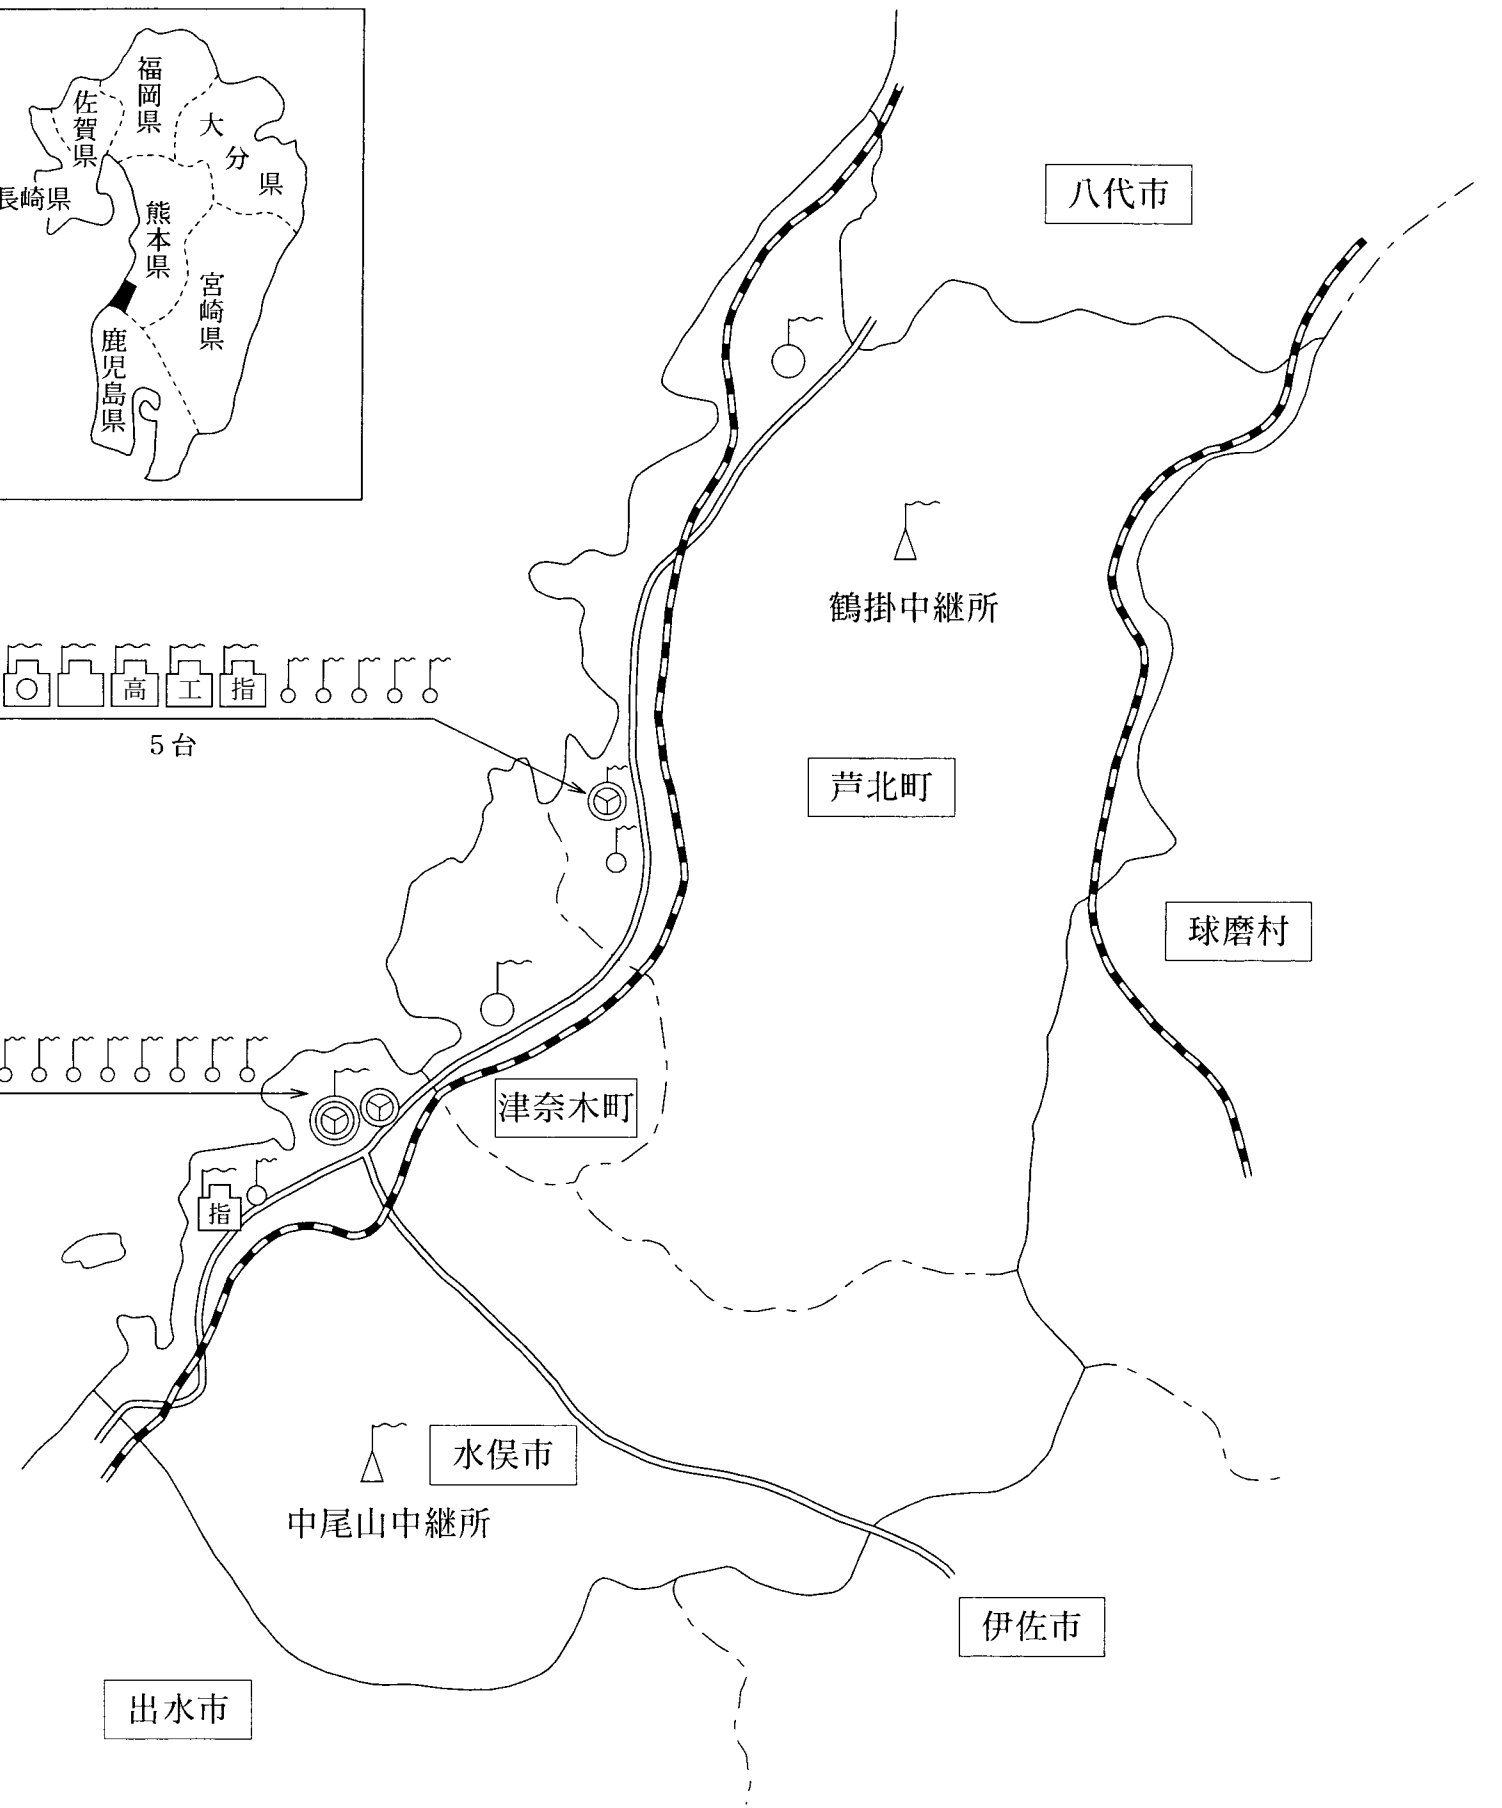 福岡県
佐賀県
大分県
長崎県
熊本県
宮崎県
鹿児島県
八代市
鶴掛中継所
高
工
指
5台
芦北町
球磨村
津奈木町
指
水俣市
中尾山中継所
伊佐市
出水市